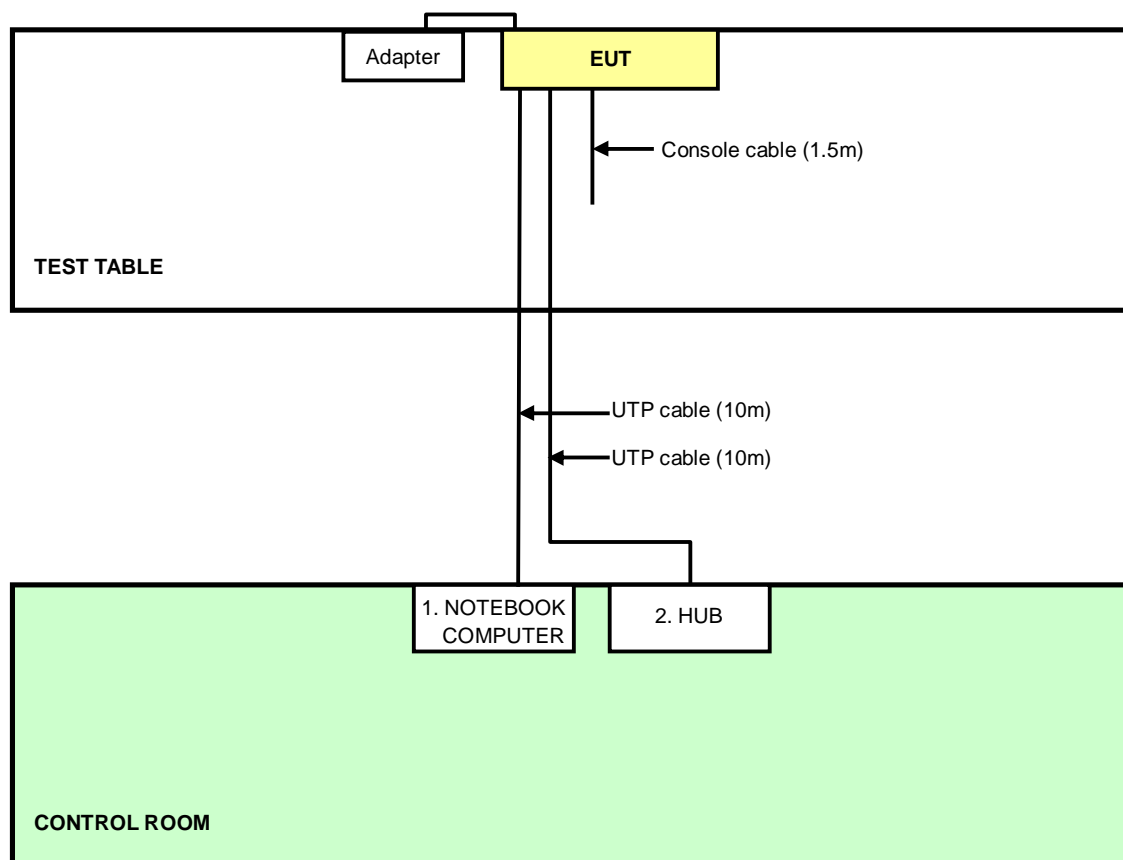 Adapter
EUT
Console cable (1.5m)
TEST TABLE
UTP cable (10m)
UTP cable (10m)
1. NOTEBOOK
COMPUTER
2. HUB
CONTROL ROOM